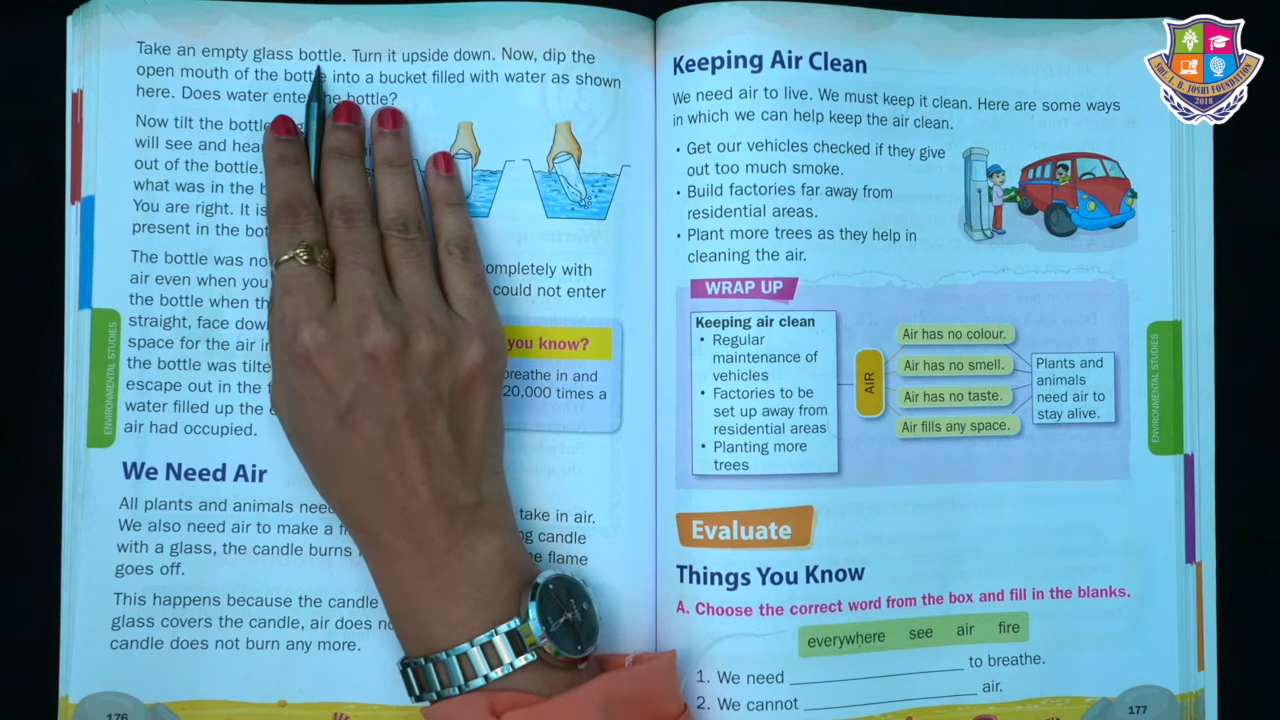 Take an empty glass bottle. Turn it upside down. Now, dip the
open mouth of the bottle into a bucket filled with water as shown
here. Does water enter the bottle?
Now tilt the bottle
will see and hear
out of the bottle.
what was in the
You are right. It is
present in the
The bottle was
air even when you
the bottle when
straight, face
space for the air
the bottle was
escape out in the
water filled up the
air had occupied.
completely with
could not enter
you know?
breathe in and
20,000 times a
We Need Air
All plants and animals need take in air.
We also need air to make a candle
with a glass, the candle burns flame
goes off.
This happens because the candle
glass covers the candle, air does
candle does not burn any more.
ENVIRONMENTAL STUDIES
176
Keeping Air Clean
We need air to live. We must keep it clean. Here are some ways
in which we can help keep the air clean.
• Get our vehicles checked if they give
out too much smoke.
• Build factories far away from
residential areas.
• Plant more trees as they help in
cleaning the air.
WRAP UP
Keeping air clean
• Regular
maintenance of
vehicles
• Factories to be
set up away from
residential areas
• Planting more
trees
AIR
Air has no colour.
Air has no smell.
Air has no taste.
Air fills any space.
Plants and
animals
need air to
stay alive.
Evaluate
Things You Know
A. Choose the correct word from the box and fill in the blanks.
everywhere see air fire
1. We need ____________ to breathe.
2. We cannot ____________ air.
ENVIRONMENTAL STUDIES
177
SHL. L. B. JOSHI FOUNDATION
2018